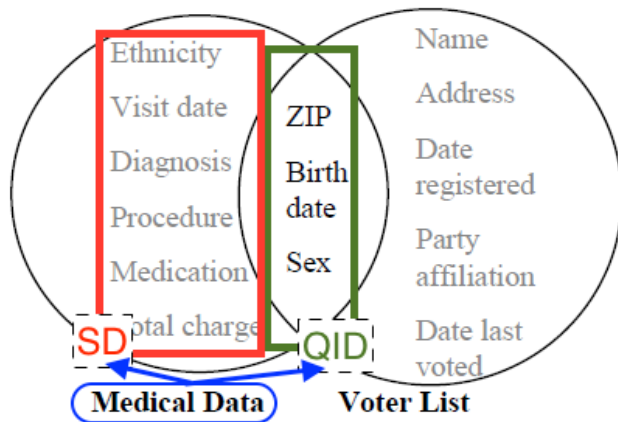 Ethnicity
Visit date
Diagnosis
Procedure
Medication
otal charge
SD
ZIP
Birth
date
Sex
QID
Name
Address
Date
registered
Party
affiliation
Date last
voted
Medical Data
Voter List